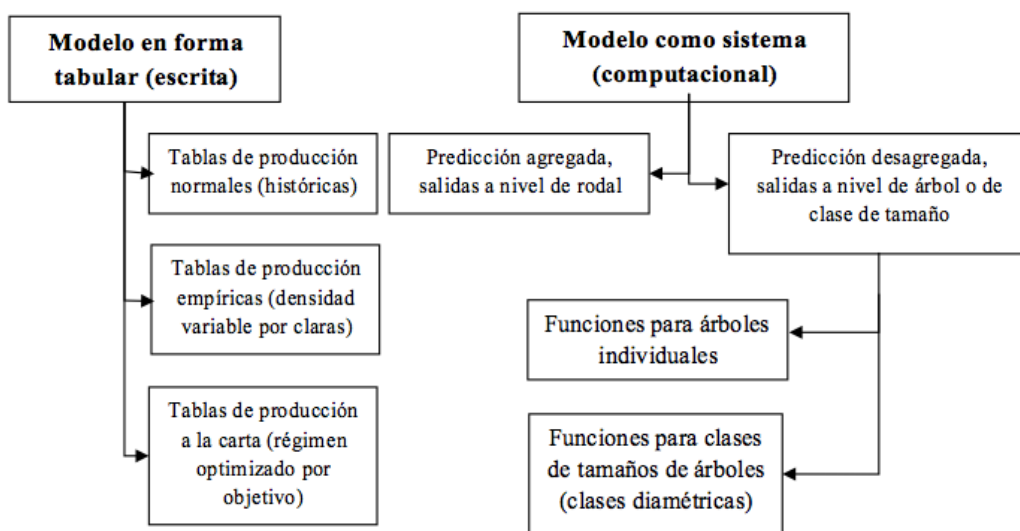 Modelo en forma
tabular (escrita)
Tablas de producción
normales (históricas)
Tablas de producción
empíricas (densidad
variable por claras)
Tablas de producción
a la carta (régimen
optimizado por
objetivo)
Modelo como sistema
(computacional)
Predicción agregada,
salidas a nivel de rodal
Predicción desagregada,
salidas a nivel de árbol o de
clase de tamaño
Funciones para árboles
individuales
Funciones para clases
de tamaños de árboles
(clases diamétricas)